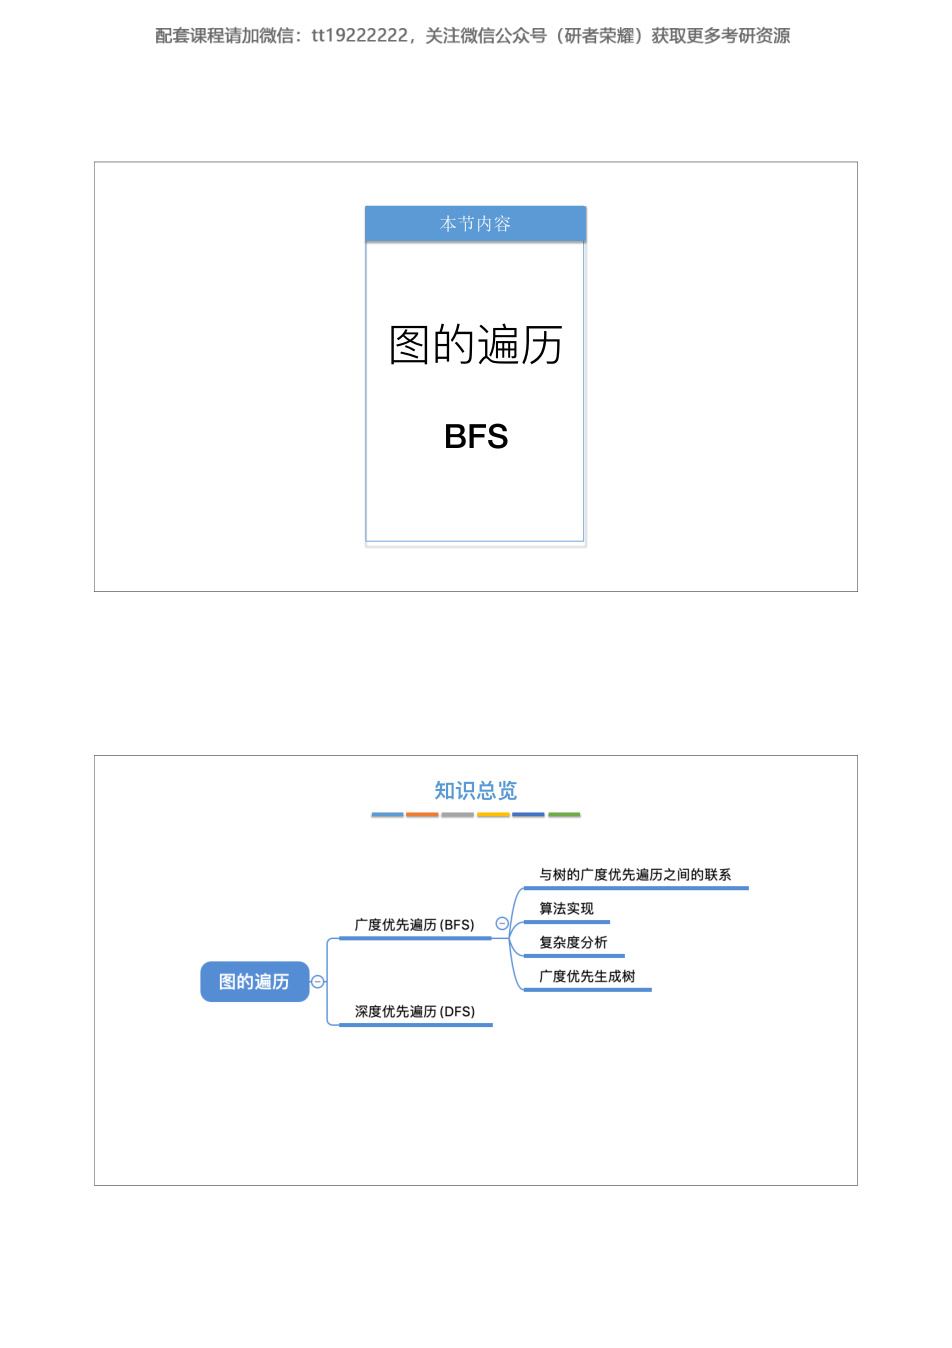 配套课程请加微信：tt19222222，关注微信公众号（研者荣耀）获取更多考研资源
本节内容
图的遍历
BFS
知识总览
与树的广度优先遍历之间的联系
算法实现
广度优先遍历 (BFS)
复杂度分析
图的遍历
广度优先生成树
深度优先遍历 (DFS)